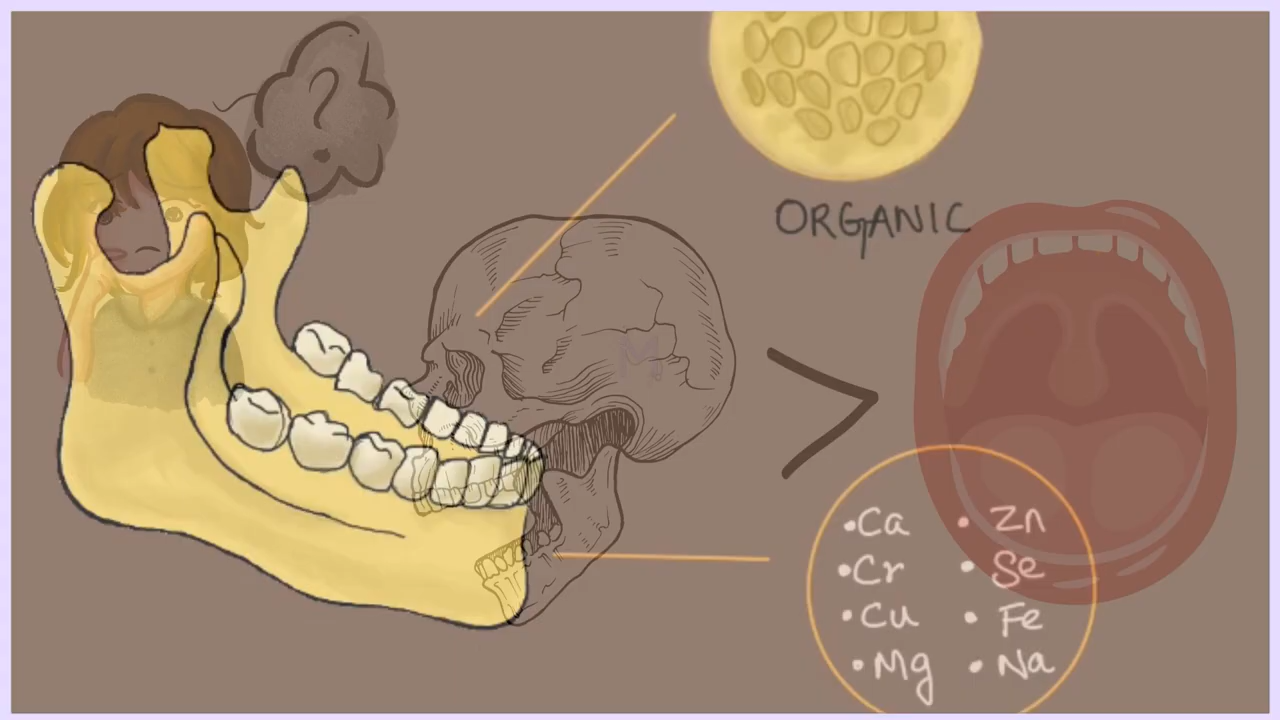 ?
ORGANIC
>
•Ca •Zn
•Cr •Se
•Cu •Fe
•Mg •Na